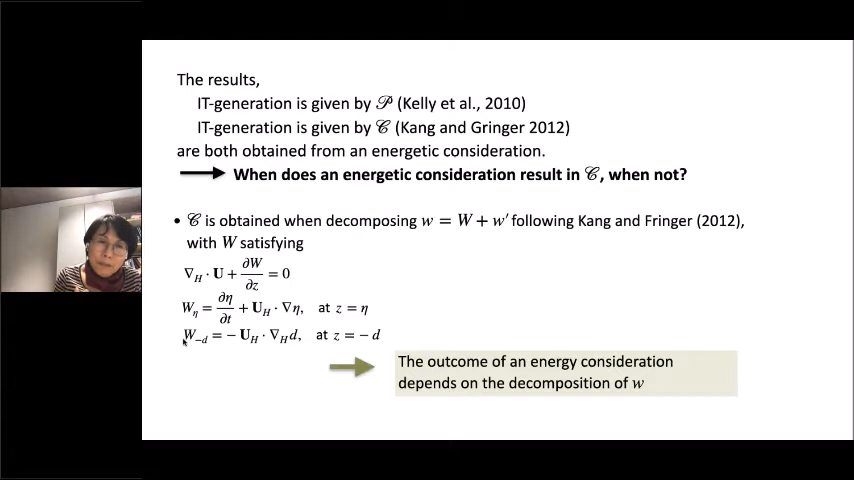 The results,
IT-generation is given by 𝒫 (Kelly et al., 2010)
IT-generation is given by 𝒞 (Kang and Gringer 2012)
are both obtained from an energetic consideration.
When does an energetic consideration result in 𝒞, when not?
• 𝒞 is obtained when decomposing w = W + w′ following Kang and Fringer (2012),
with W satisfying
∇_H · U + ∂W/∂z = 0
W_η = ∂η/∂t + U_H · ∇η, at z = η
W_{−d} = − U_H · ∇_H d, at z = − d
The outcome of an energy consideration
depends on the decomposition of w